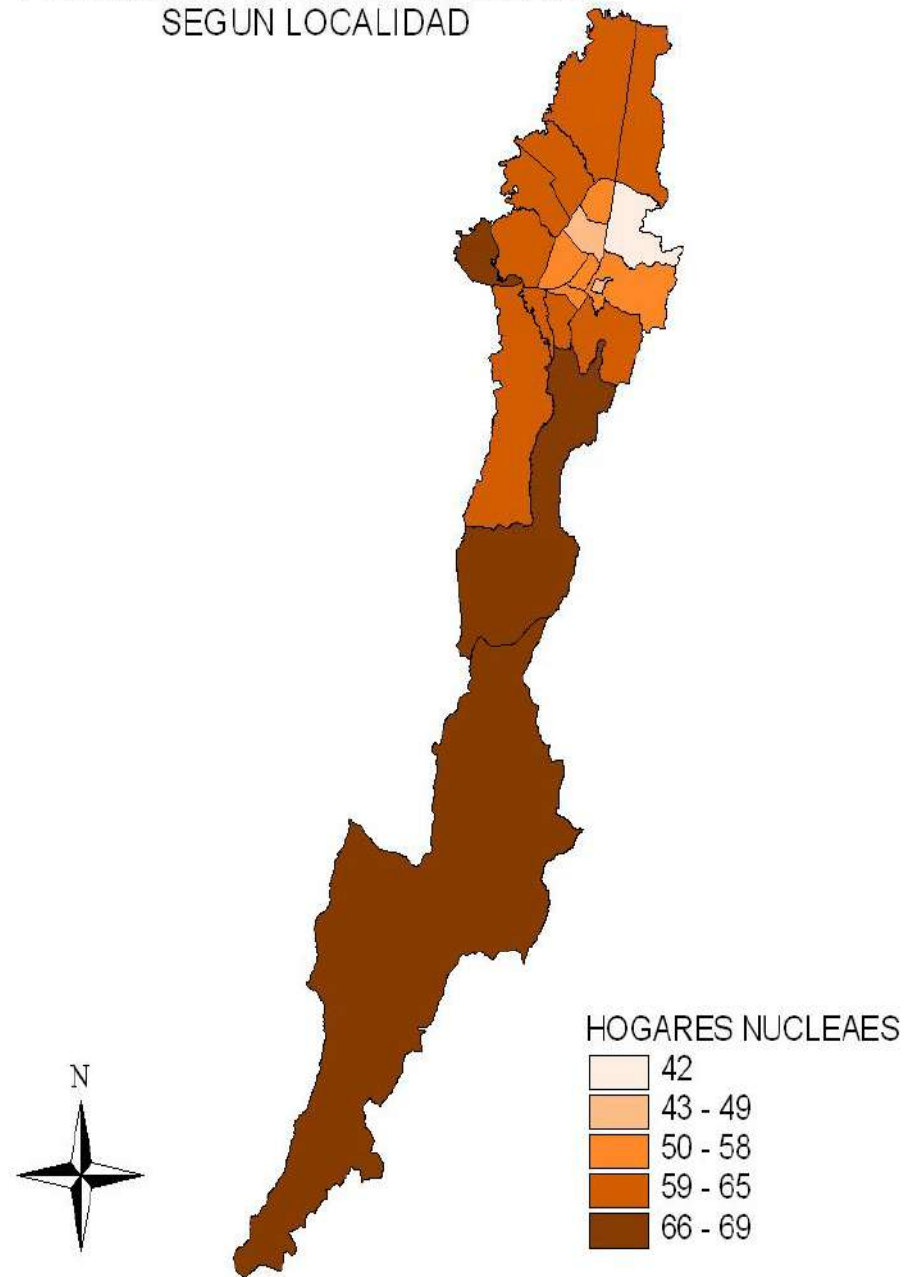 SEGUN LOCALIDAD
HOGARES NUCLEAES
42
43 - 49
50 - 58
59 - 65
66 - 69
N